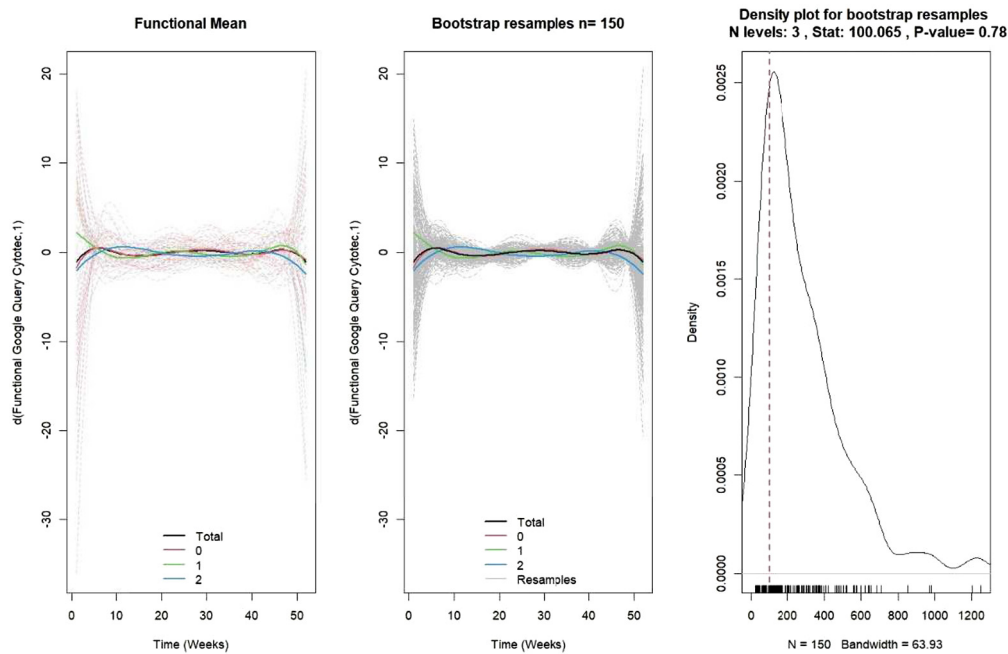 Functional Mean
d(Functional Google Query Cytotec,1)
20
10
0
-10
-20
-30
Total
0
1
2
0 10 20 30 40 50
Time (Weeks)
Bootstrap resamples n= 150
d(Functional Google Query Cytotec,1)
20
10
0
-10
-20
-30
Total
0
1
2
Resamples
0 10 20 30 40 50
Time (Weeks)
Density plot for bootstrap resamples
N levels: 3 , Stat: 100.065 , P-value= 0.78
Density
0.0025
0.0020
0.0015
0.0010
0.0005
0.0000
0 200 400 600 800 1000 1200
N = 150 Bandwidth = 63.93